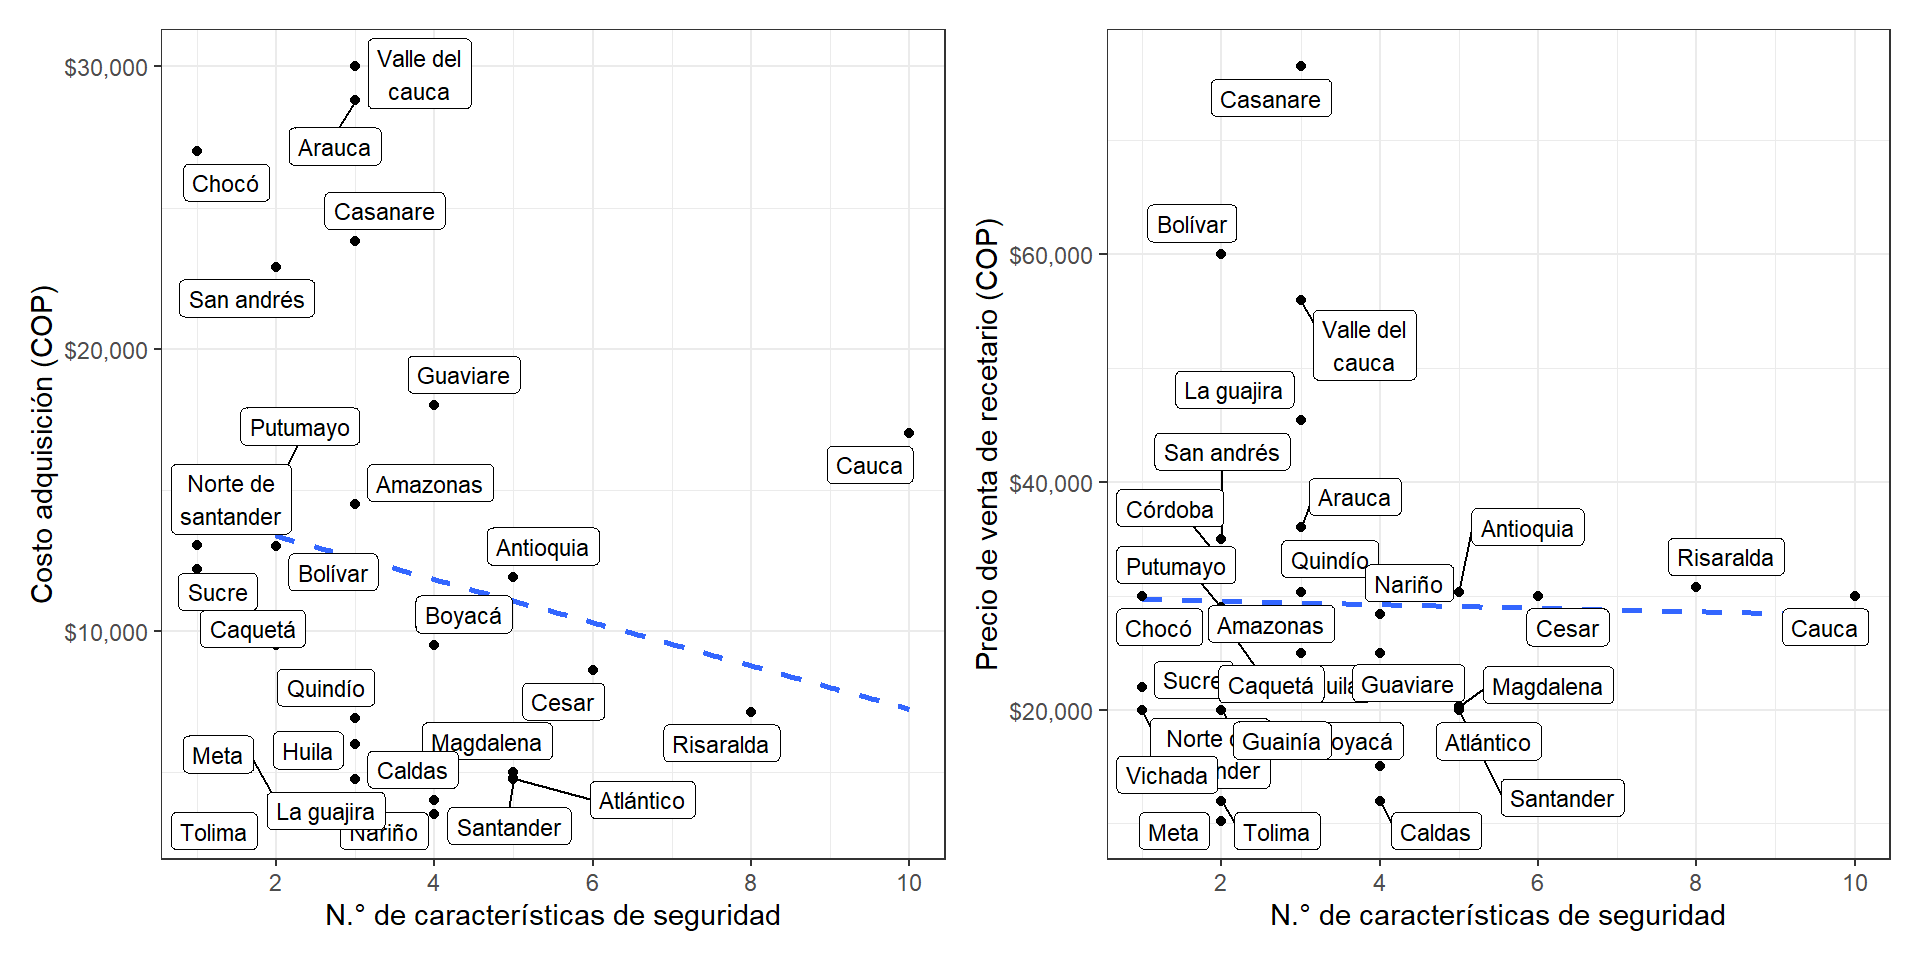 Costo adquisición (COP)
$30,000
$20,000
$10,000
Valle del
cauca
Arauca
Chocó
Casanare
San andrés
Guaviare
Putumayo
Cauca
Norte de
santander
Amazonas
Antioquia
Bolívar
Sucre
Boyacá
Caquetá
Quindío
Cesar
Magdalena
Risaralda
Meta
Huila
Caldas
Atlántico
La guajira
Santander
Tolima
Nariño
2
4
6
8
10
N.° de características de seguridad
Precio de venta de recetario (COP)
$60,000
$40,000
$20,000
Casanare
Bolívar
Valle del
cauca
La guajira
San andrés
Arauca
Córdoba
Antioquia
Quindío
Risaralda
Putumayo
Nariño
Chocó
Amazonas
Cesar
Cauca
Sucre
Caquetá
Guaviare
Magdalena
Norte
Guainía
oyacá
Atlántico
Vichada
nder
Santander
Meta
Tolima
Caldas
2
4
6
8
10
N.° de características de seguridad